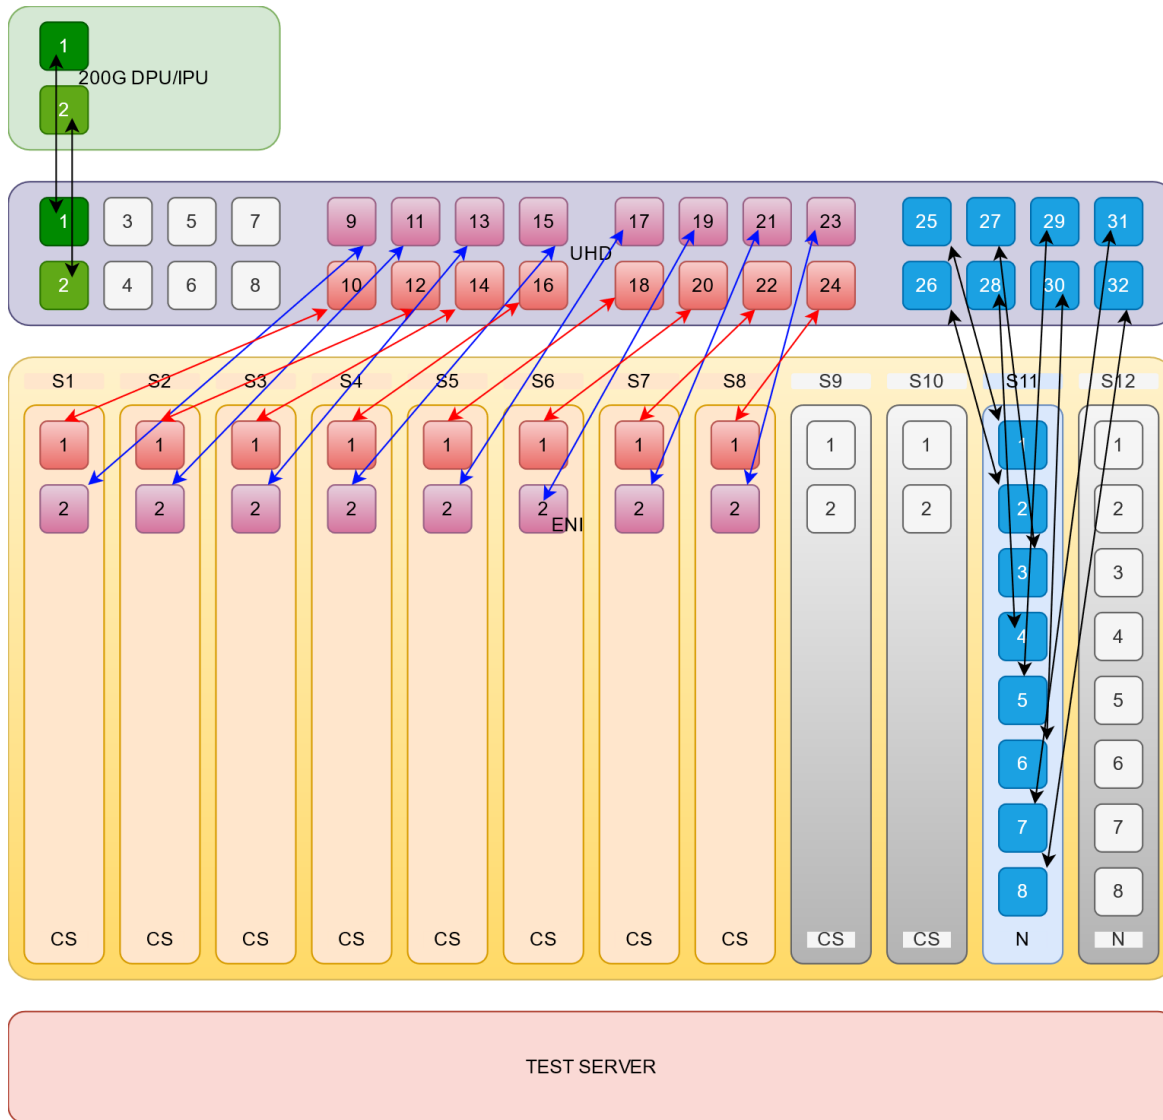 1
200G DPU/IPU
2
1 3 5 7 9 11 13 15 17 19 21 23 25 27 29 31
UHD
2 4 6 8 10 12 14 16 18 20 22 24 26 28 30 32
S1 S2 S3 S4 S5 S6 S7 S8 S9 S10 S11 S12
1 1 1 1 1 1 1 1 1 1 1 1
2 2 2 2 2 2 2 2 2 2 2 2
ENI
3 3
4 4
5 5
6 6
7 7
8 8
CS CS CS CS CS CS CS CS CS CS N N
TEST SERVER